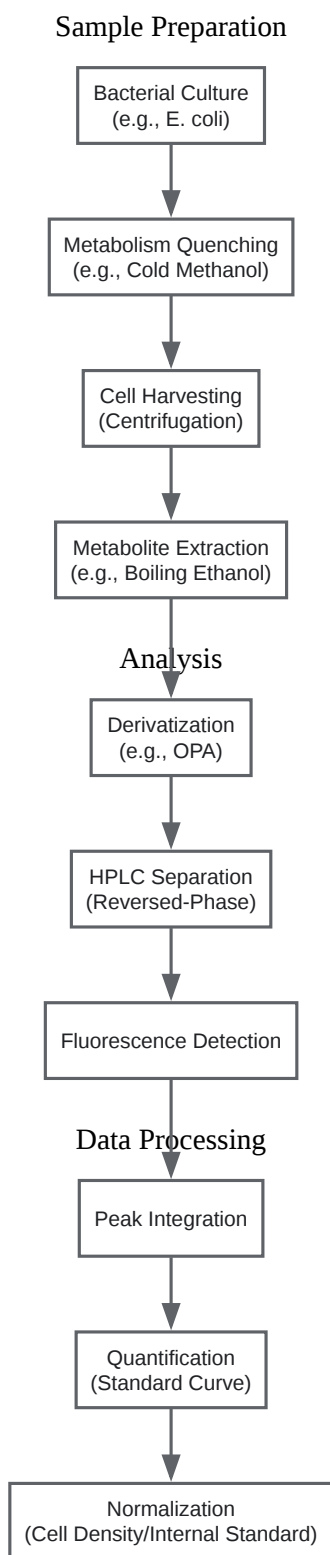 Sample Preparation
Bacterial Culture
(e.g., E. coli)
Metabolism Quenching
(e.g., Cold Methanol)
Cell Harvesting
(Centrifugation)
Metabolite Extraction
(e.g., Boiling Ethanol)
Analysis
Derivatization
(e.g., OPA)
HPLC Separation
(Reversed-Phase)
Fluorescence Detection
Data Processing
Peak Integration
Quantification
(Standard Curve)
Normalization
(Cell Density/Internal Standard)